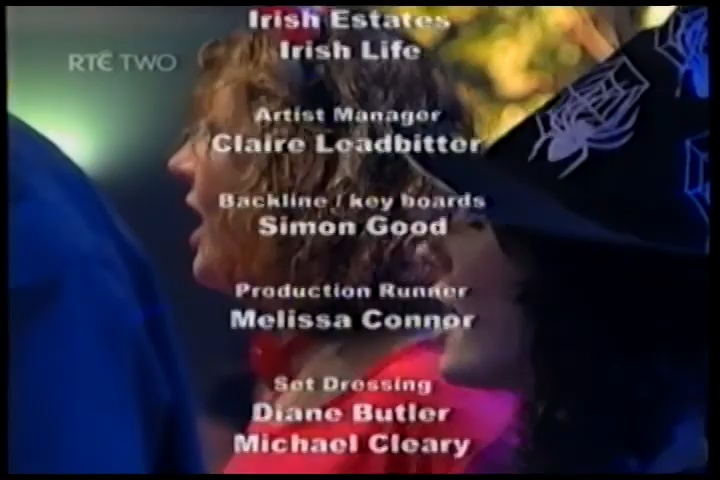 Irish Estates
Irish Life
RTÉ TWO
Artist Manager
Claire Leadbitter
Backline / key boards
Simon Good
Production Runner
Melissa Connor
Set Dressing
Diane Butler
Michael Cleary